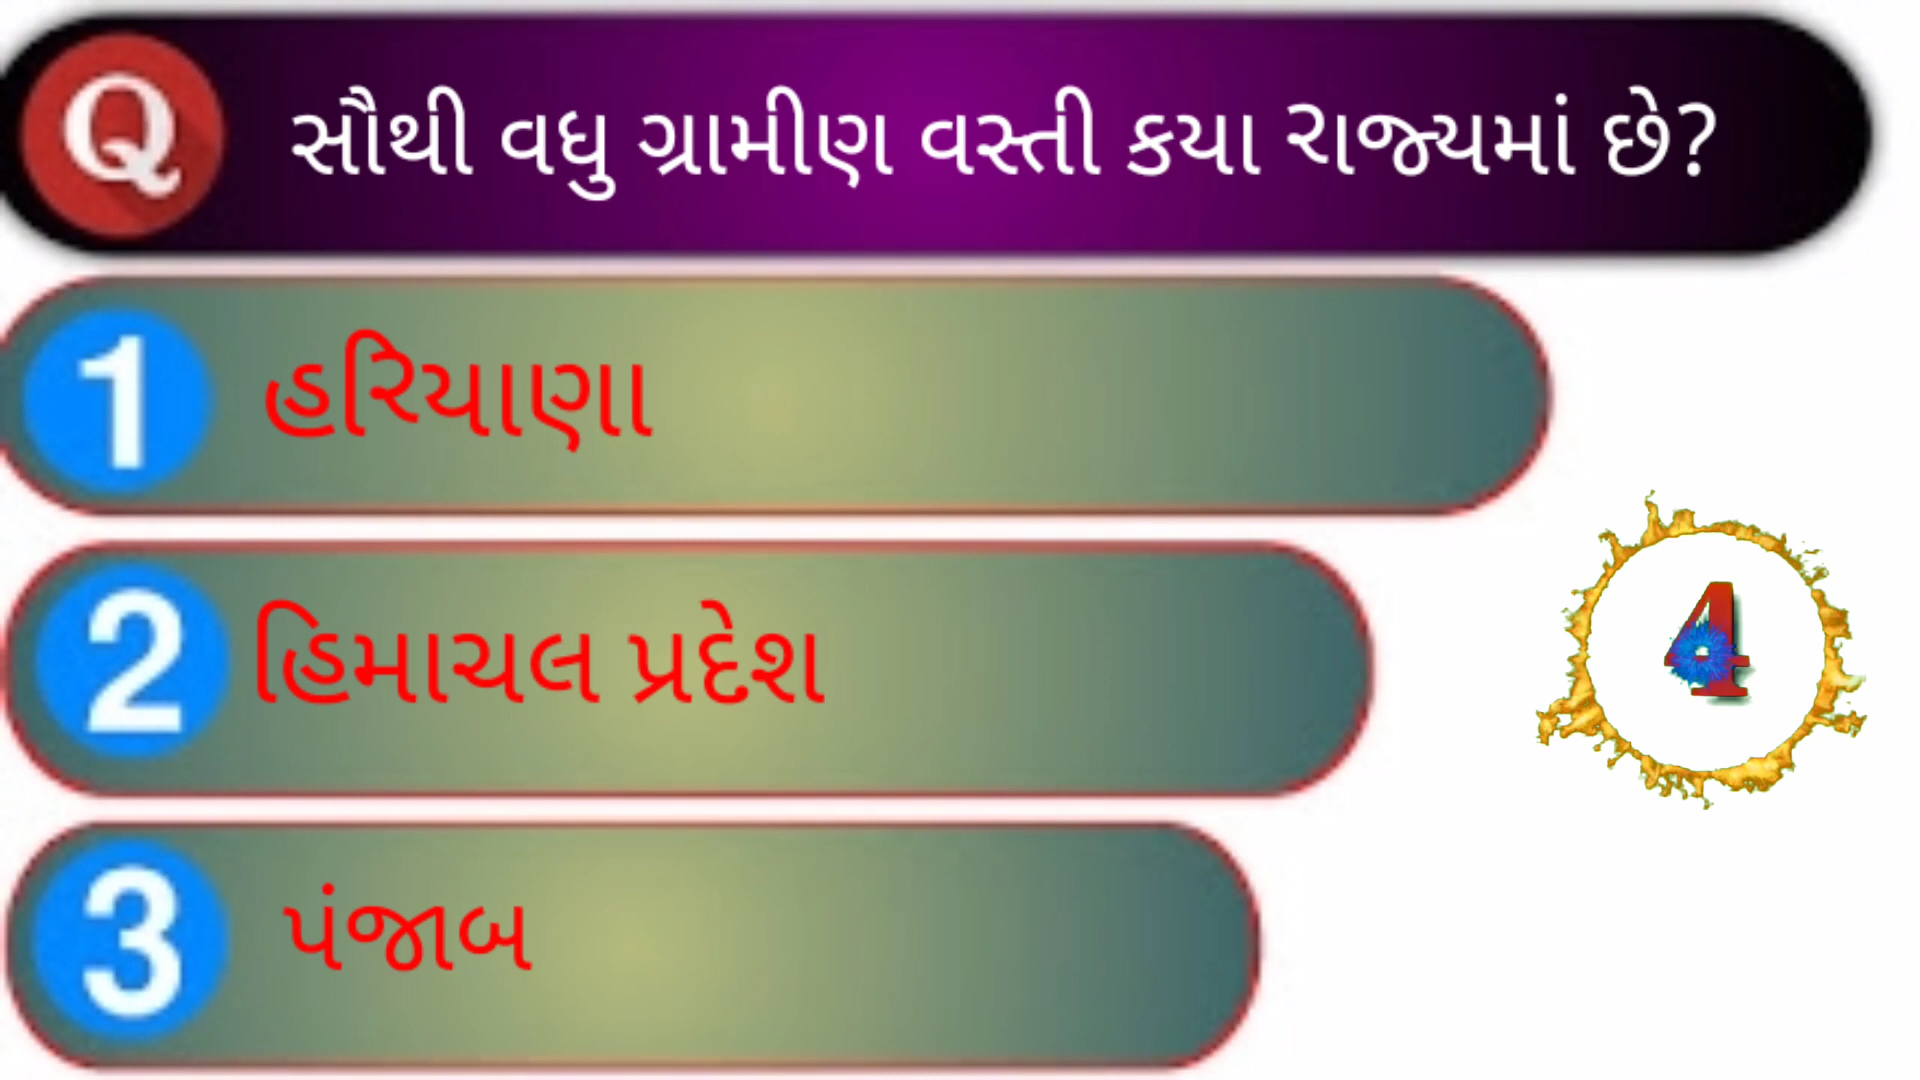 Q સૌથી વધુ ગ્રામીણ વસ્તી કયા રાજ્યમાં છે?
1 હરિયાણા
2 હિમાચલ પ્રદેશ
4
3 પંજાબ